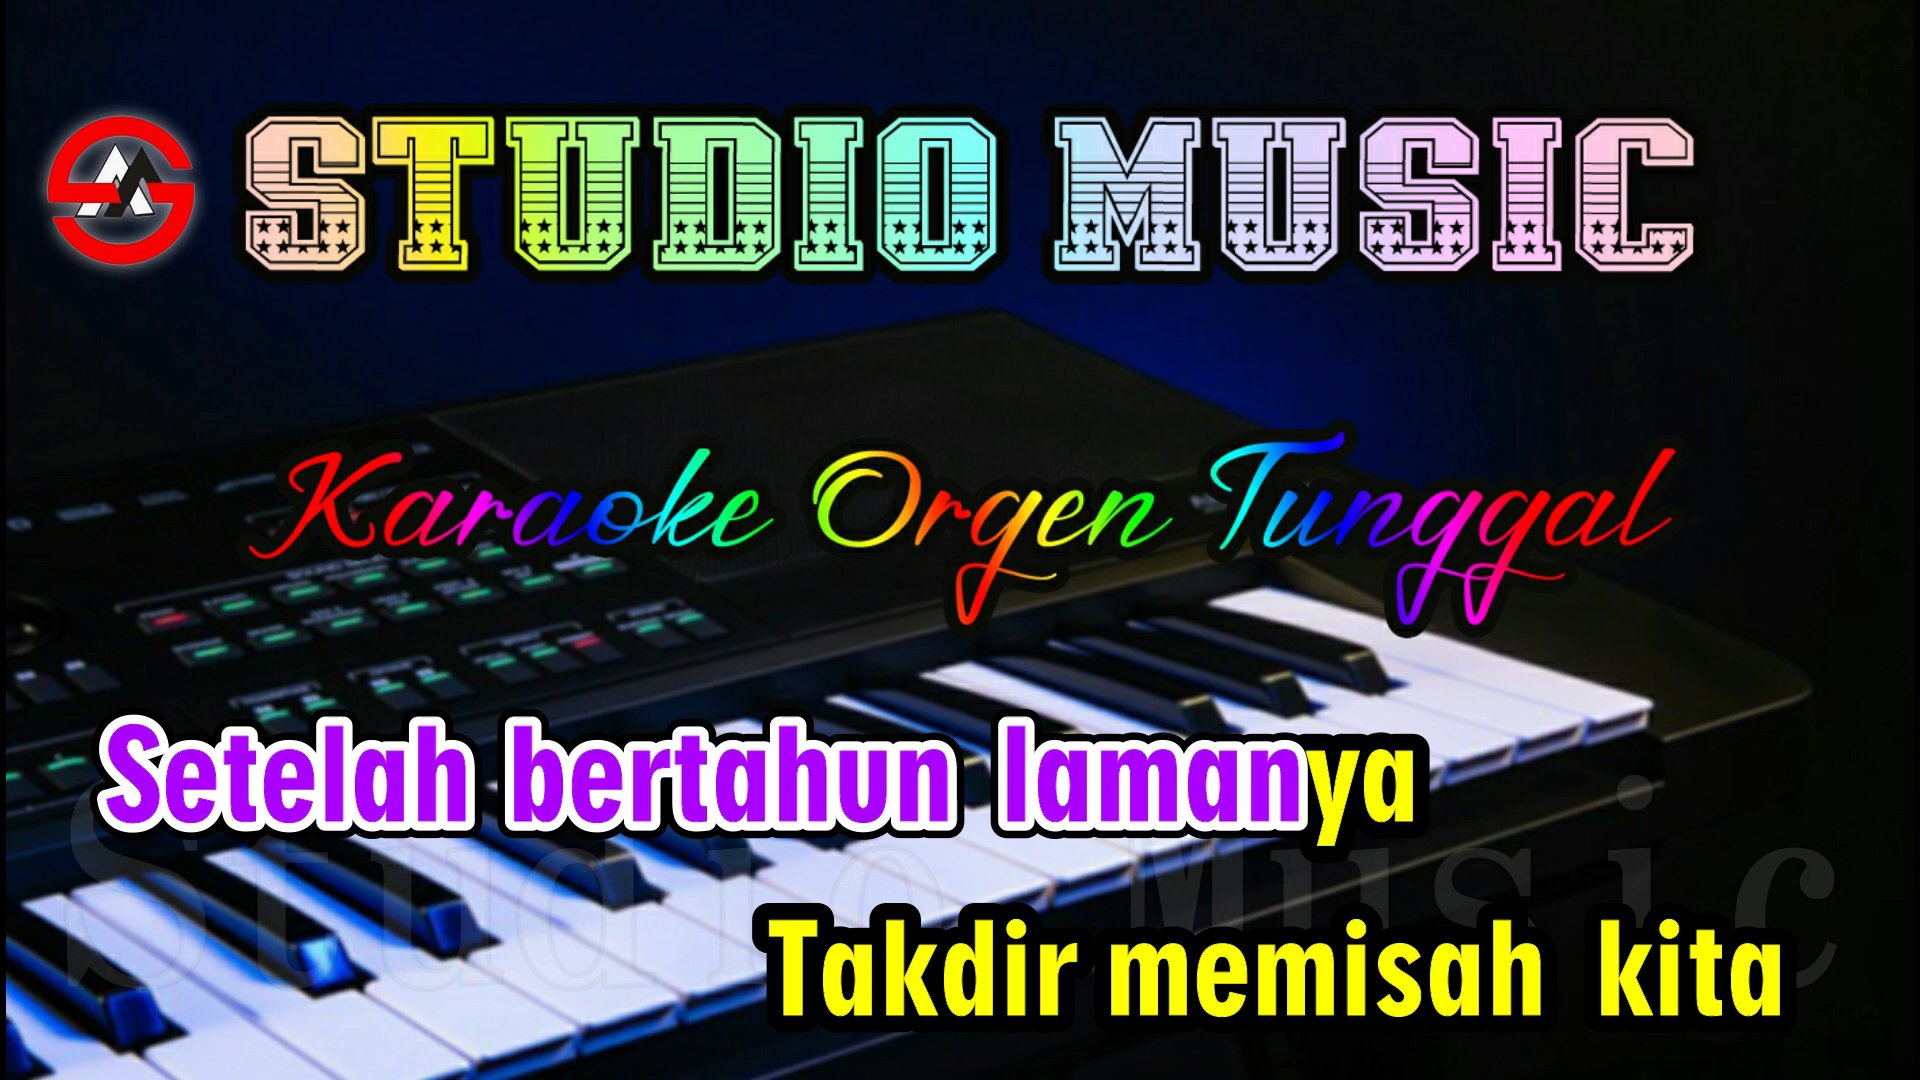 STUDIO MUSIC
Karaoke Orgen Tunggal
Setelah bertahun lamanya
Studio Music
Takdir memisah kita